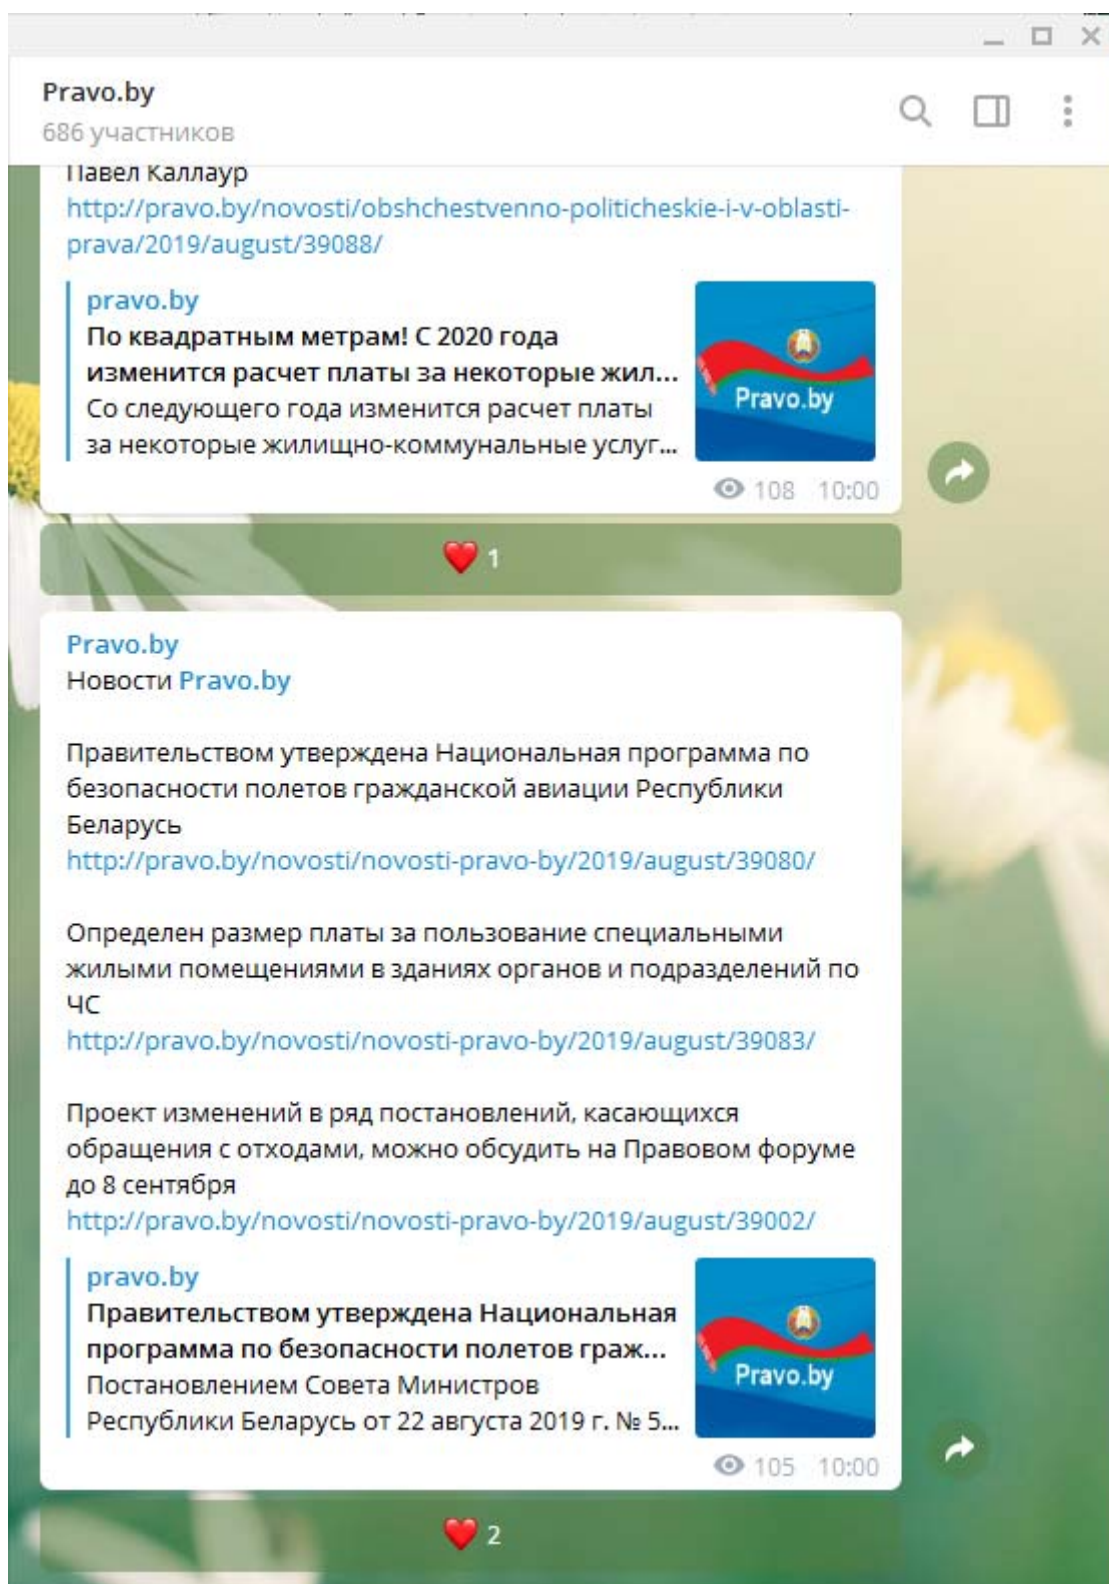 Pravo.by
686 участников
Павел Каллаур
http://pravo.by/novosti/obshchestvenno-politicheskie-i-v-oblasti-
prava/2019/august/39088/
pravo.by
По квадратным метрам! С 2020 года
изменится расчет платы за некоторые жил...
Со следующего года изменится расчет платы
за некоторые жилищно-коммунальные услуг...
Pravo.by
108 10:00
1
Pravo.by
Новости Pravo.by
Правительством утверждена Национальная программа по
безопасности полетов гражданской авиации Республики
Беларусь
http://pravo.by/novosti/novosti-pravo-by/2019/august/39080/
Определен размер платы за пользование специальными
жилыми помещениями в зданиях органов и подразделений по
ЧС
http://pravo.by/novosti/novosti-pravo-by/2019/august/39083/
Проект изменений в ряд постановлений, касающихся
обращения с отходами, можно обсудить на Правовом форуме
до 8 сентября
http://pravo.by/novosti/novosti-pravo-by/2019/august/39002/
pravo.by
Правительством утверждена Национальная
программа по безопасности полетов граж...
Постановлением Совета Министров
Республики Беларусь от 22 августа 2019 г. № 5...
Pravo.by
105 10:00
2